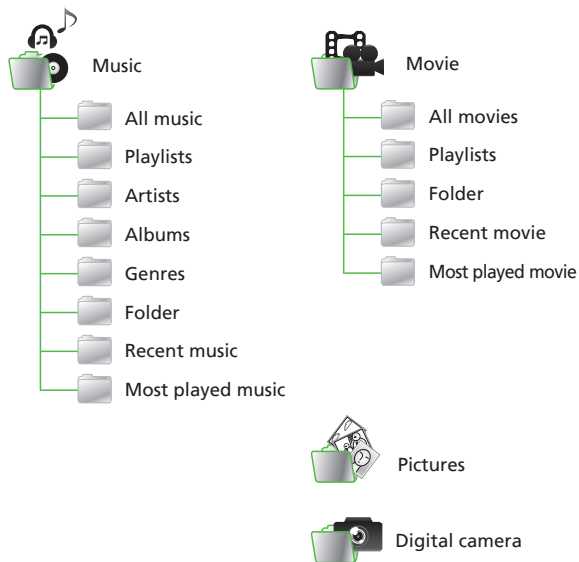 Music
All music
Playlists
Artists
Albums
Genres
Folder
Recent music
Most played music
Movie
All movies
Playlists
Folder
Recent movie
Most played movie
Pictures
Digital camera